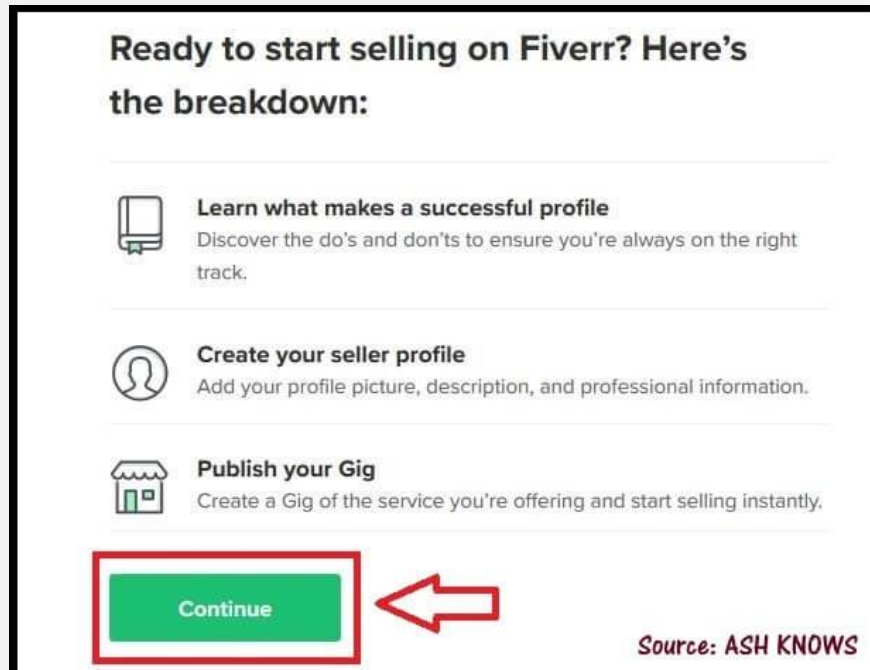 Ready to start selling on Fiverr? Here’s
the breakdown:
Learn what makes a successful profile
Discover the do’s and don’ts to ensure you’re always on the right
track.
Create your seller profile
Add your profile picture, description, and professional information.
Publish your Gig
Create a Gig of the service you’re offering and start selling instantly.
Continue
Source: ASH KNOWS